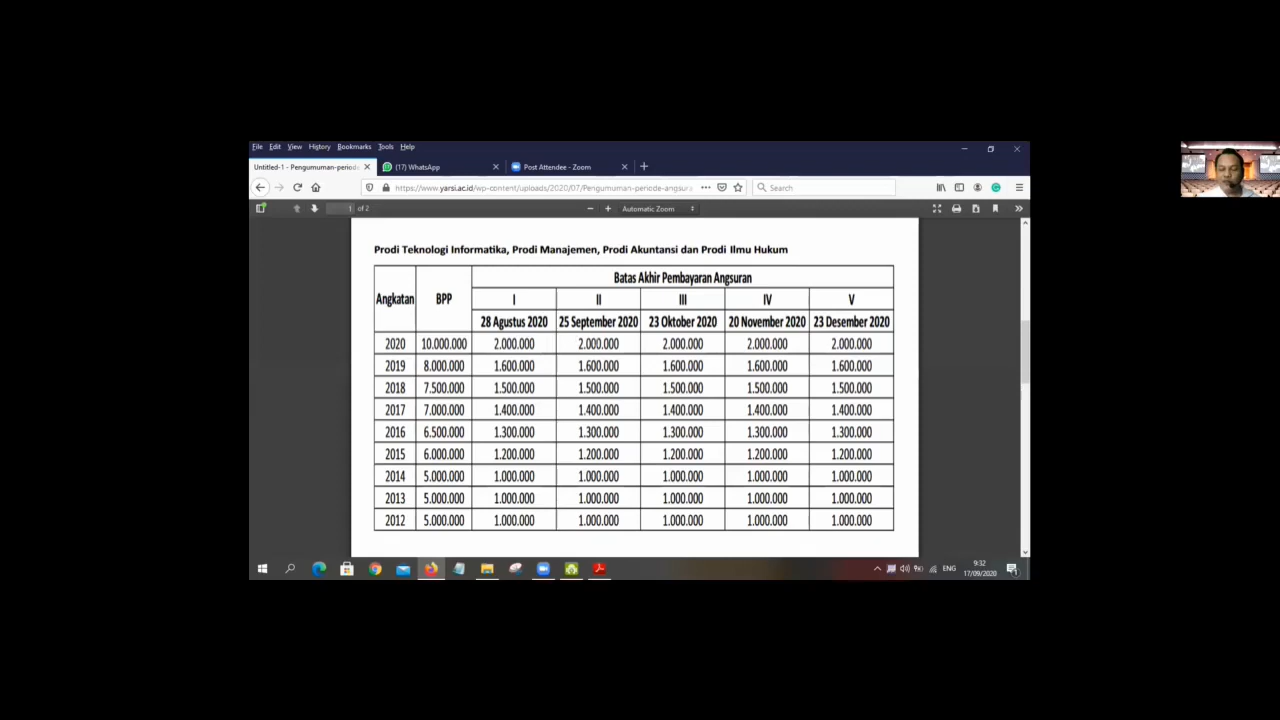 File Edit View History Bookmarks Tools Help
Untitled-1 - Pengumuman-periode (17) WhatsApp Post Attendee - Zoom
https://www.yarsi.ac.id/wp-content/uploads/2020/07/Pengumuman-periode-angsura Search
1 of 2 Automatic Zoom
Prodi Teknologi Informatika, Prodi Manajemen, Prodi Akuntansi dan Prodi Ilmu Hukum
Angkatan BPP Batas Akhir Pembayaran Angsuran
I II III IV V
28 Agustus 2020 25 September 2020 23 Oktober 2020 20 November 2020 23 Desember 2020
2020 10.000.000 2.000.000 2.000.000 2.000.000 2.000.000 2.000.000
2019 8.000.000 1.600.000 1.600.000 1.600.000 1.600.000 1.600.000
2018 7.500.000 1.500.000 1.500.000 1.500.000 1.500.000 1.500.000
2017 7.000.000 1.400.000 1.400.000 1.400.000 1.400.000 1.400.000
2016 6.500.000 1.300.000 1.300.000 1.300.000 1.300.000 1.300.000
2015 6.000.000 1.200.000 1.200.000 1.200.000 1.200.000 1.200.000
2014 5.000.000 1.000.000 1.000.000 1.000.000 1.000.000 1.000.000
2013 5.000.000 1.000.000 1.000.000 1.000.000 1.000.000 1.000.000
2012 5.000.000 1.000.000 1.000.000 1.000.000 1.000.000 1.000.000
ENG 9:32
17/09/2020